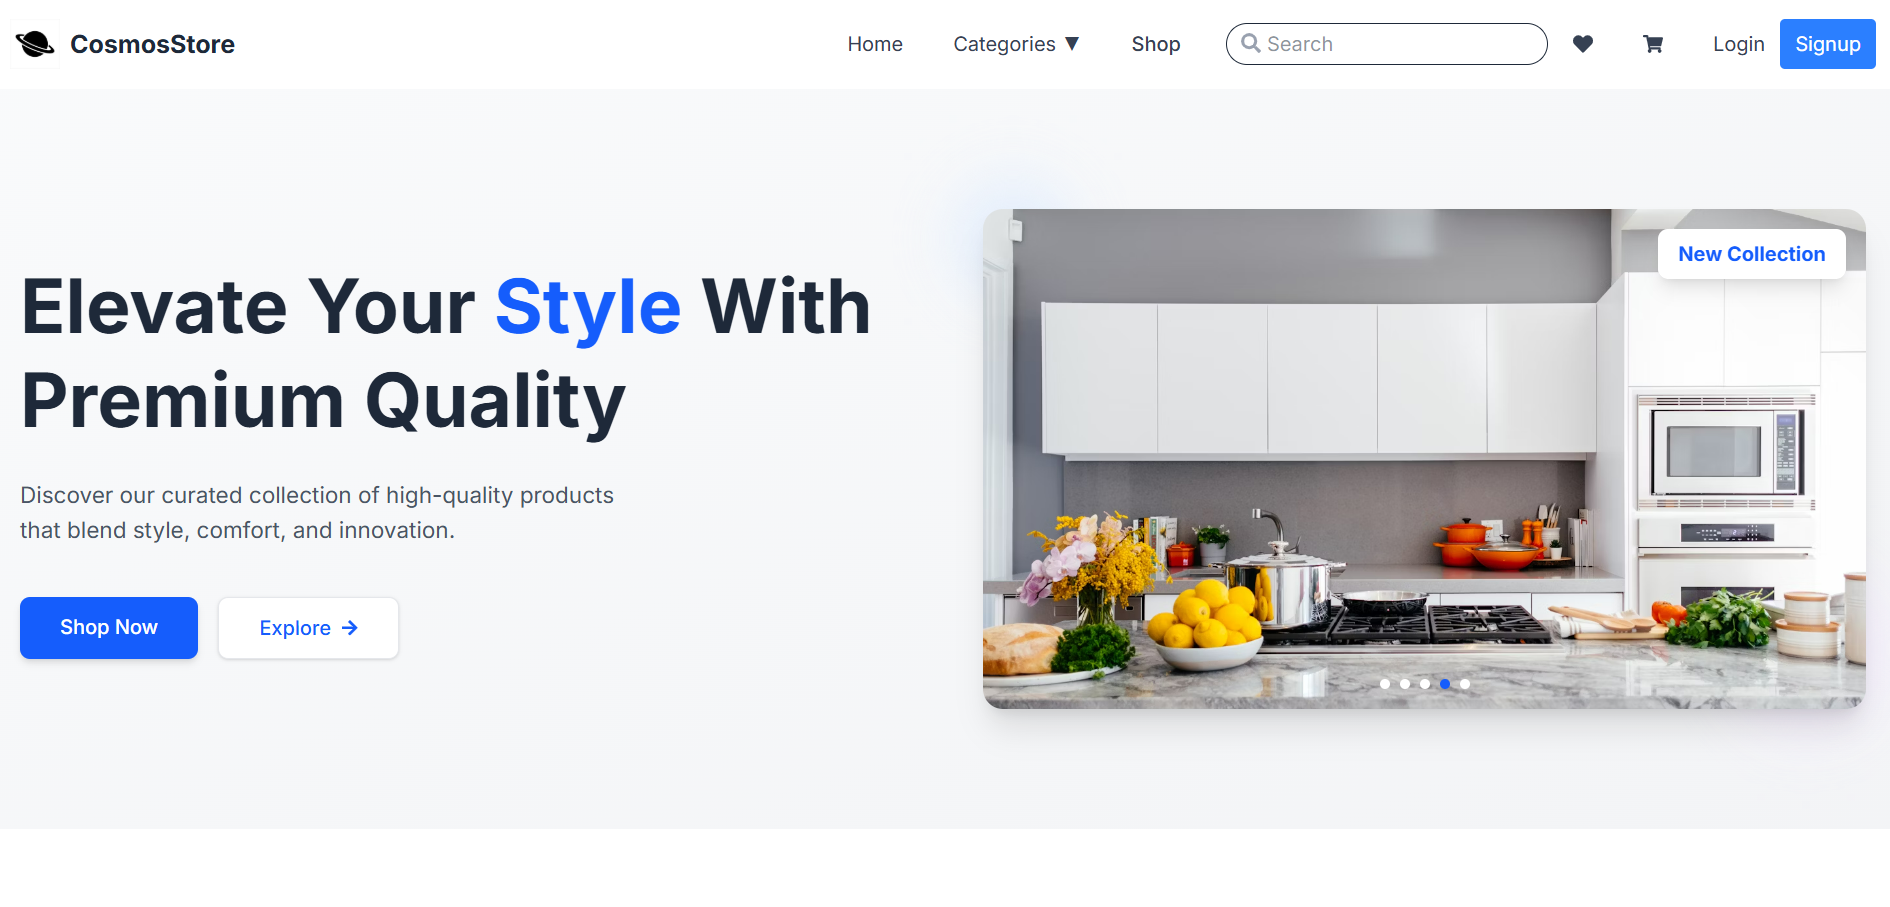 CosmosStore
Home
Categories ▼
Shop
Search
Login
Signup
Elevate Your Style With
Premium Quality
Discover our curated collection of high-quality products
that blend style, comfort, and innovation.
Shop Now
Explore →
New Collection